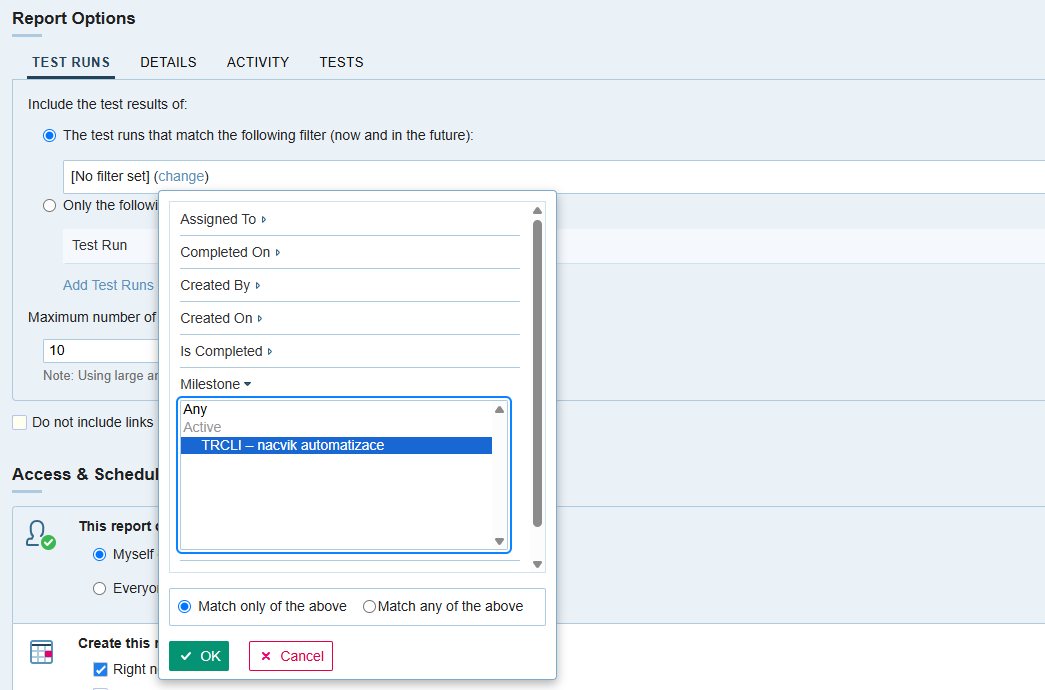 Report Options
TEST RUNS DETAILS ACTIVITY TESTS
Include the test results of:
The test runs that match the following filter (now and in the future):
[No filter set] (change)
Only the
Assigned To
Test Run
Completed On
Add Test Runs
Created By
Maximum number of
Created On
10
Is Completed
Note: Using large
Milestone
Any
Do not include links
Active
TRCLI – nacvik automatizace
Access &
This report
Myself
Match only of the above Match any of the above
Create this
OK Cancel
Right